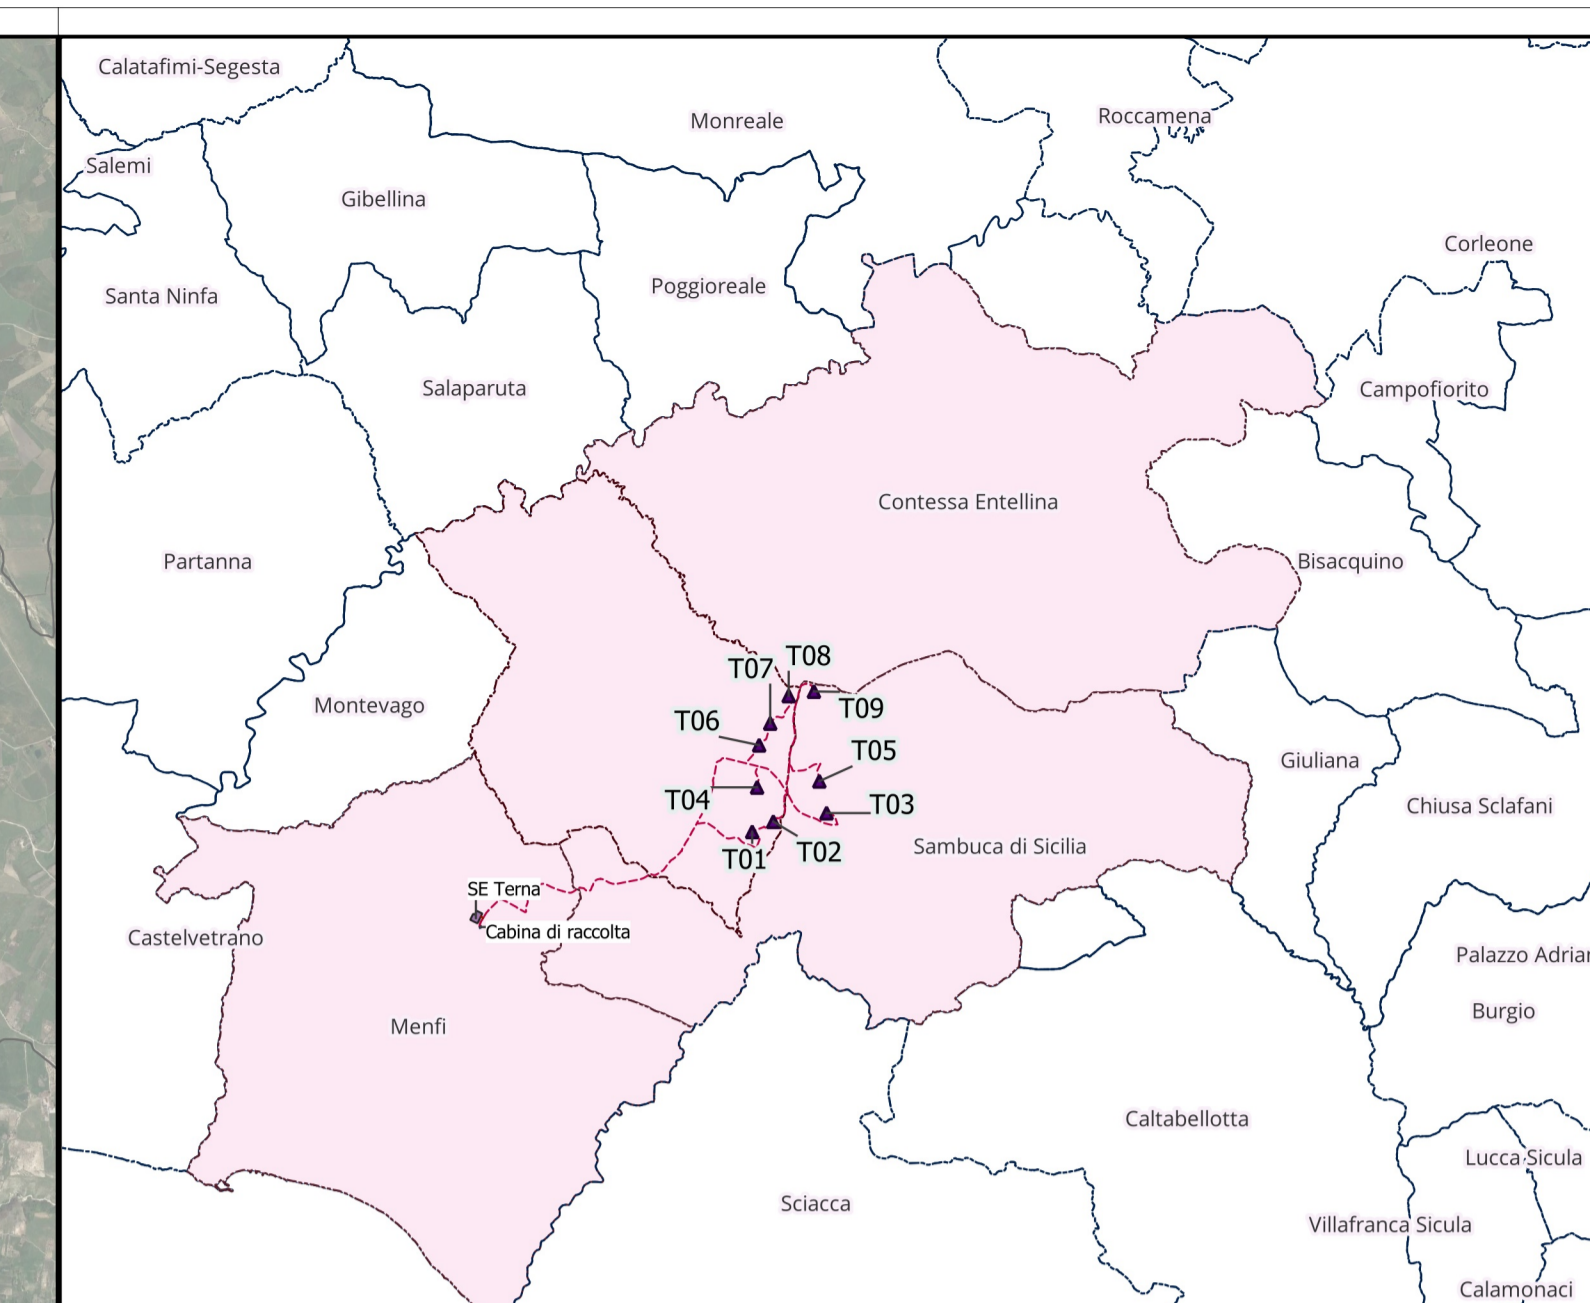 Calatafimi-Segesta
Monreale
Roccamena
Salemi
Gibellina
Corleone
Poggioreale
Santa Ninfa
Salaparuta
Campofiorito
Contessa Entellina
Partanna
Bisacquino
T08
T07
Montevago
T09
T06
T05
Giuliana
T04
T03
Chiusa Sclafani
Sambuca di Sicilia
T02
T01
SE Terna
Cabina di raccolta
Castelvetrano
Palazzo Adrian
Burgio
Menfi
Caltabellotta
Lucca Sicula
Sciacca
Villafranca Sicula
Calamonaci